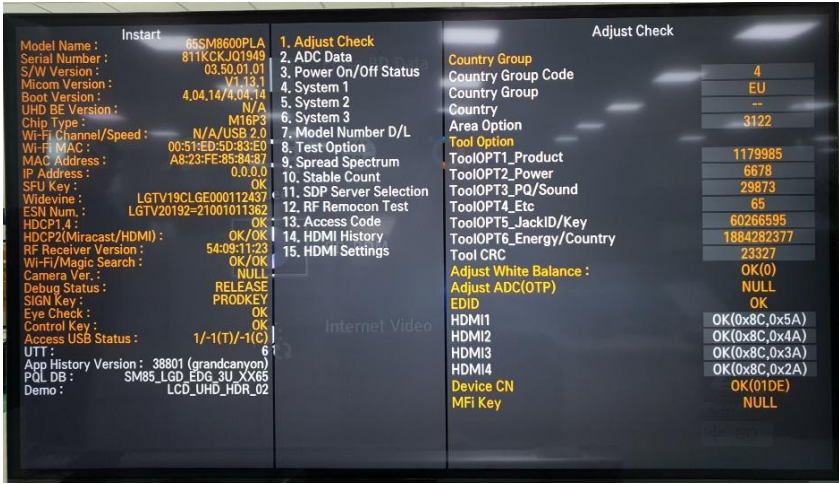 Instart
Model Name : 65SM8600PLA
Serial Number : 811KCKJQ1949
S/W Version : 03.50.01.01
Micom Version : V1.13.1
Boot Version : 4.04.14/4.04.14
UHD BE Version : N/A
Chip Type : M16P3
Wi-Fi Channel/Speed : N/A/USB 2.0
Wi-Fi MAC : 00:51:ED:5D:83:E0
MAC Address : A8:23:FE:85:84:87
IP Address : 0.0.0.0
SFU Key : OK
Widevine : LGTV19CLGE000112437
ESN Num. : LGTV20192=21001011362
HDCP1.4 : OK
HDCP2(Miracast/HDMI) : OK/OK
RF Receiver Version : 54:09:11:23
Wi-Fi/Magic Search : OK/OK
Camera Ver. : NULL
Debug Status : RELEASE
SIGN Key : PRODKEY
Eye Check : OK
Control Key : OK
Access USB Status : 1/-1(T)/-1(C)
UTT : 6
App History Version : 38801 (grandcanyon)
PQL DB : SM85_LGD_EDG_3U_XX65
Demo : LCD_UHD_HDR_02
1. Adjust Check
2. ADC Data
3. Power On/Off Status
4. System 1
5. System 2
6. System 3
7. Model Number D/L
8. Test Option
9. Spread Spectrum
10. Stable Count
11. SDP Server Selection
12. RF Remocon Test
13. Access Code
14. HDMI History
15. HDMI Settings
Internet Video
Adjust Check
Country Group
Country Group Code 4
Country Group EU
Country --
Area Option 3122
Tool Option
ToolOPT1_Product 1179985
ToolOPT2_Power 6678
ToolOPT3_PQ/Sound 29873
ToolOPT4_Etc 65
ToolOPT5_JackID/Key 60266595
ToolOPT6_Energy/Country 1884282377
Tool CRC 23327
Adjust White Balance : OK(0)
Adjust ADC(OTP) NULL
EDID OK
HDMI1 OK(0x8C,0x5A)
HDMI2 OK(0x8C,0x4A)
HDMI3 OK(0x8C,0x3A)
HDMI4 OK(0x8C,0x2A)
Device CN OK(01DE)
MFi Key NULL